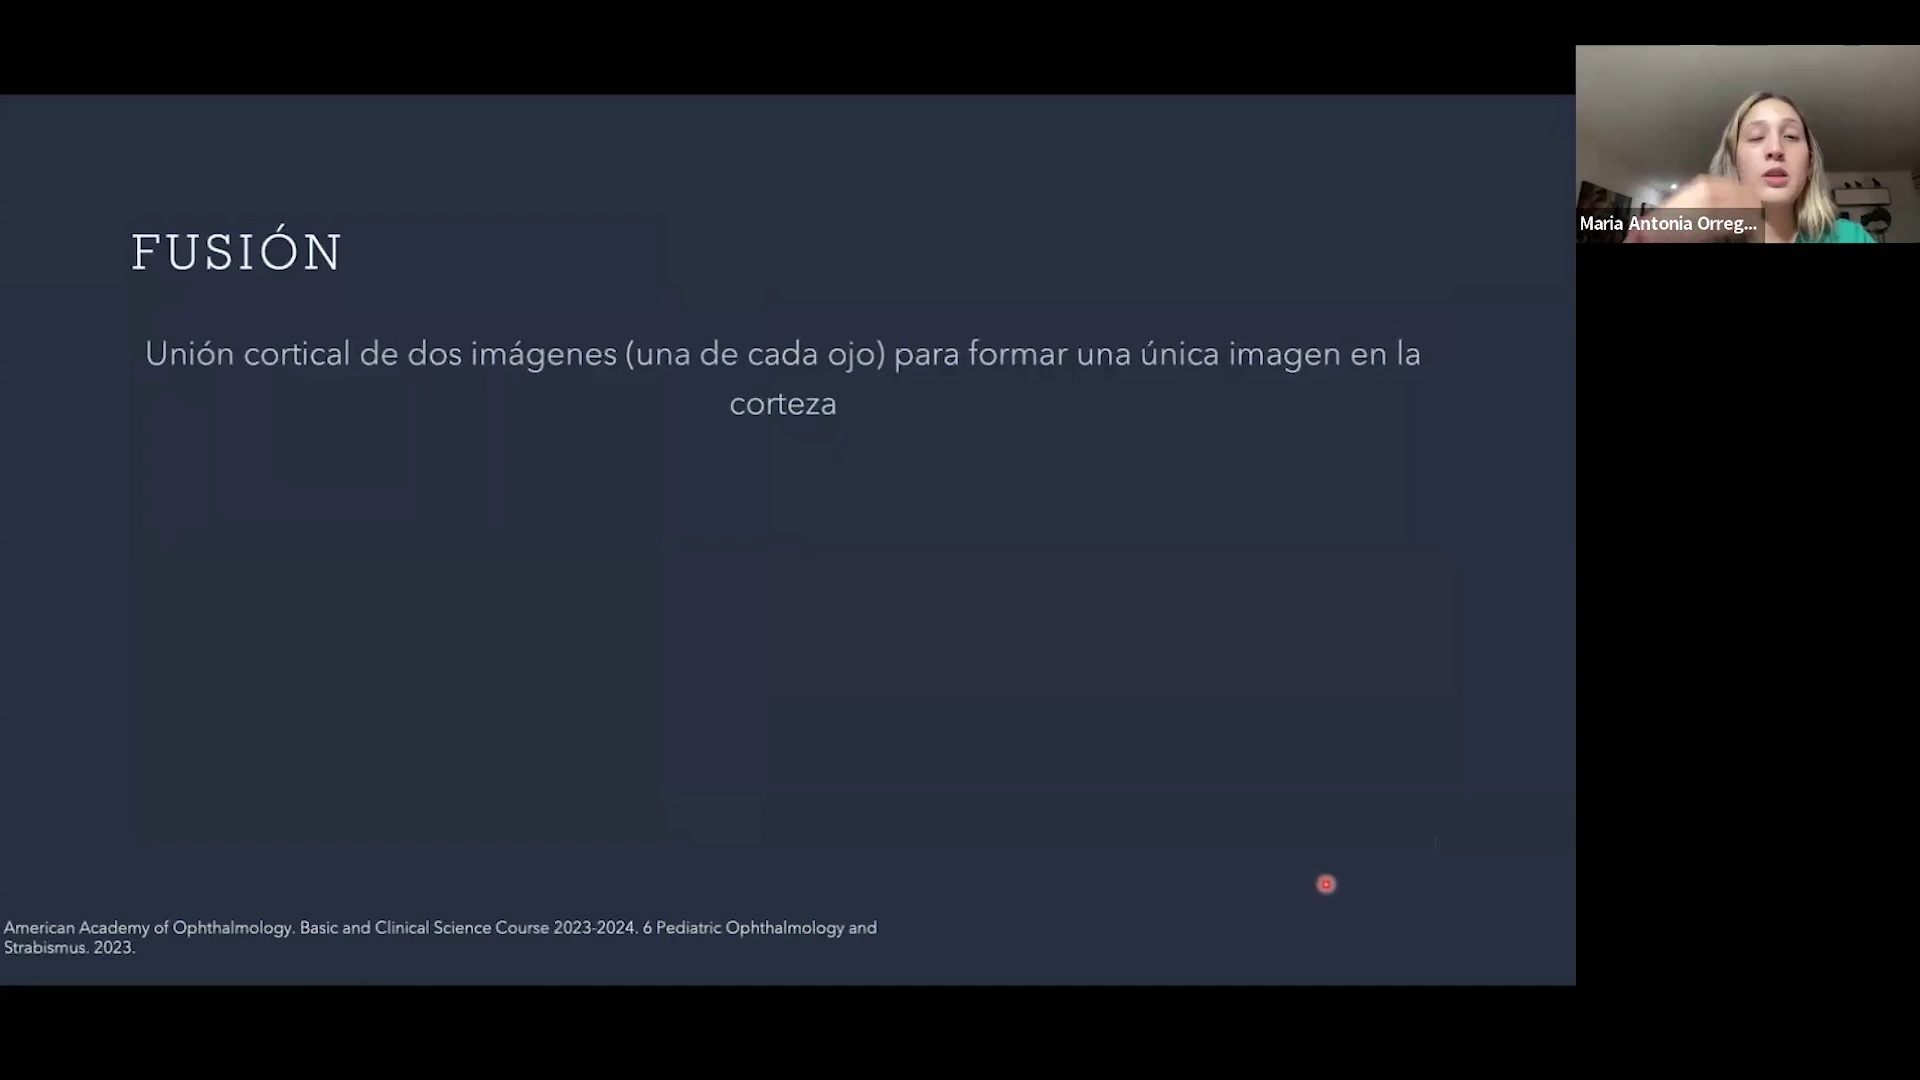 FUSIÓN
Unión cortical de dos imágenes (una de cada ojo) para formar una única imagen en la
corteza
American Academy of Ophthalmology. Basic and Clinical Science Course 2023-2024. 6 Pediatric Ophthalmology and
Strabismus. 2023.
Maria Antonia Orreg...